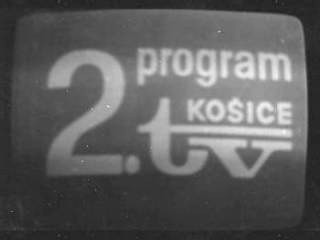 2. program
KOŠICE
tv